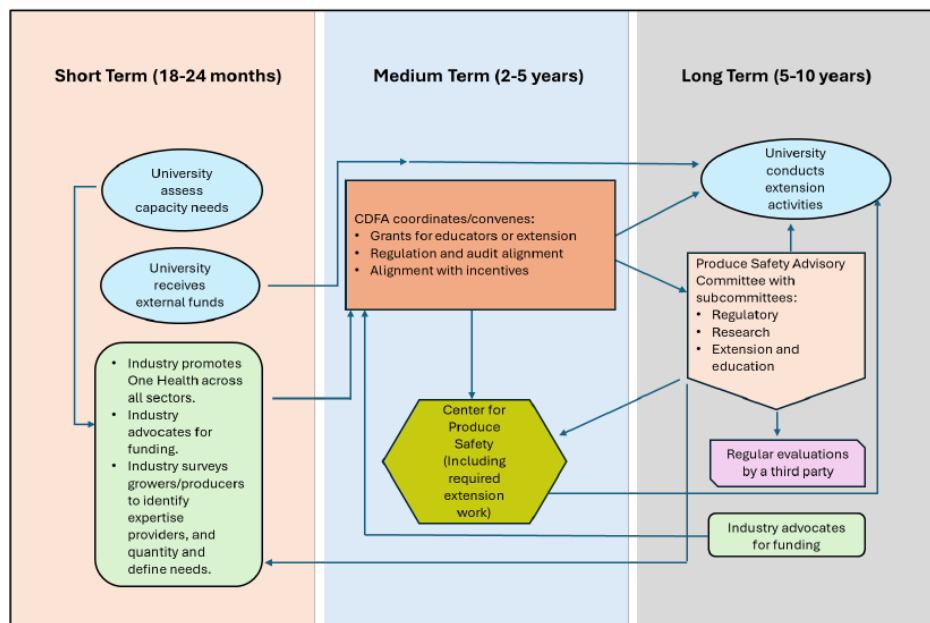 Short Term (18-24 months)
Medium Term (2-5 years)
Long Term (5-10 years)
University
assess
capacity needs
University
receives
external funds
• Industry promotes
One Health across
all sectors.
• Industry
advocates for
funding.
• Industry surveys
growers/producers
to identify
expertise
providers, and
quantity and
define needs.
CDFA coordinates/convenes:
• Grants for educators or extension
• Regulation and audit alignment
• Alignment with incentives
Center for
Produce
Safety
(Including
required
extension
work)
University
conducts
extension
activities
Produce Safety Advisory
Committee with
subcommittees:
• Regulatory
• Research
• Extension and
education
Regular evaluations
by a third party
Industry advocates
for funding